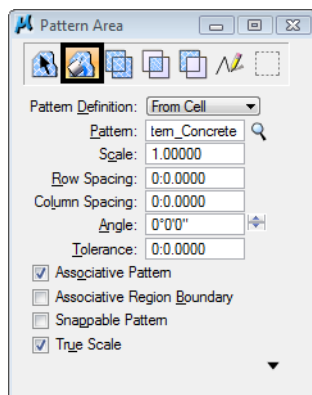 Pattern Area
Pattern Definition: From Cell
Pattern: tern_Concrete
Scale: 1.00000
Row Spacing: 0:0.0000
Column Spacing: 0:0.0000
Angle: 0°0'0"
Tolerance: 0:0.0000
Associative Pattern
Associative Region Boundary
Snappable Pattern
True Scale